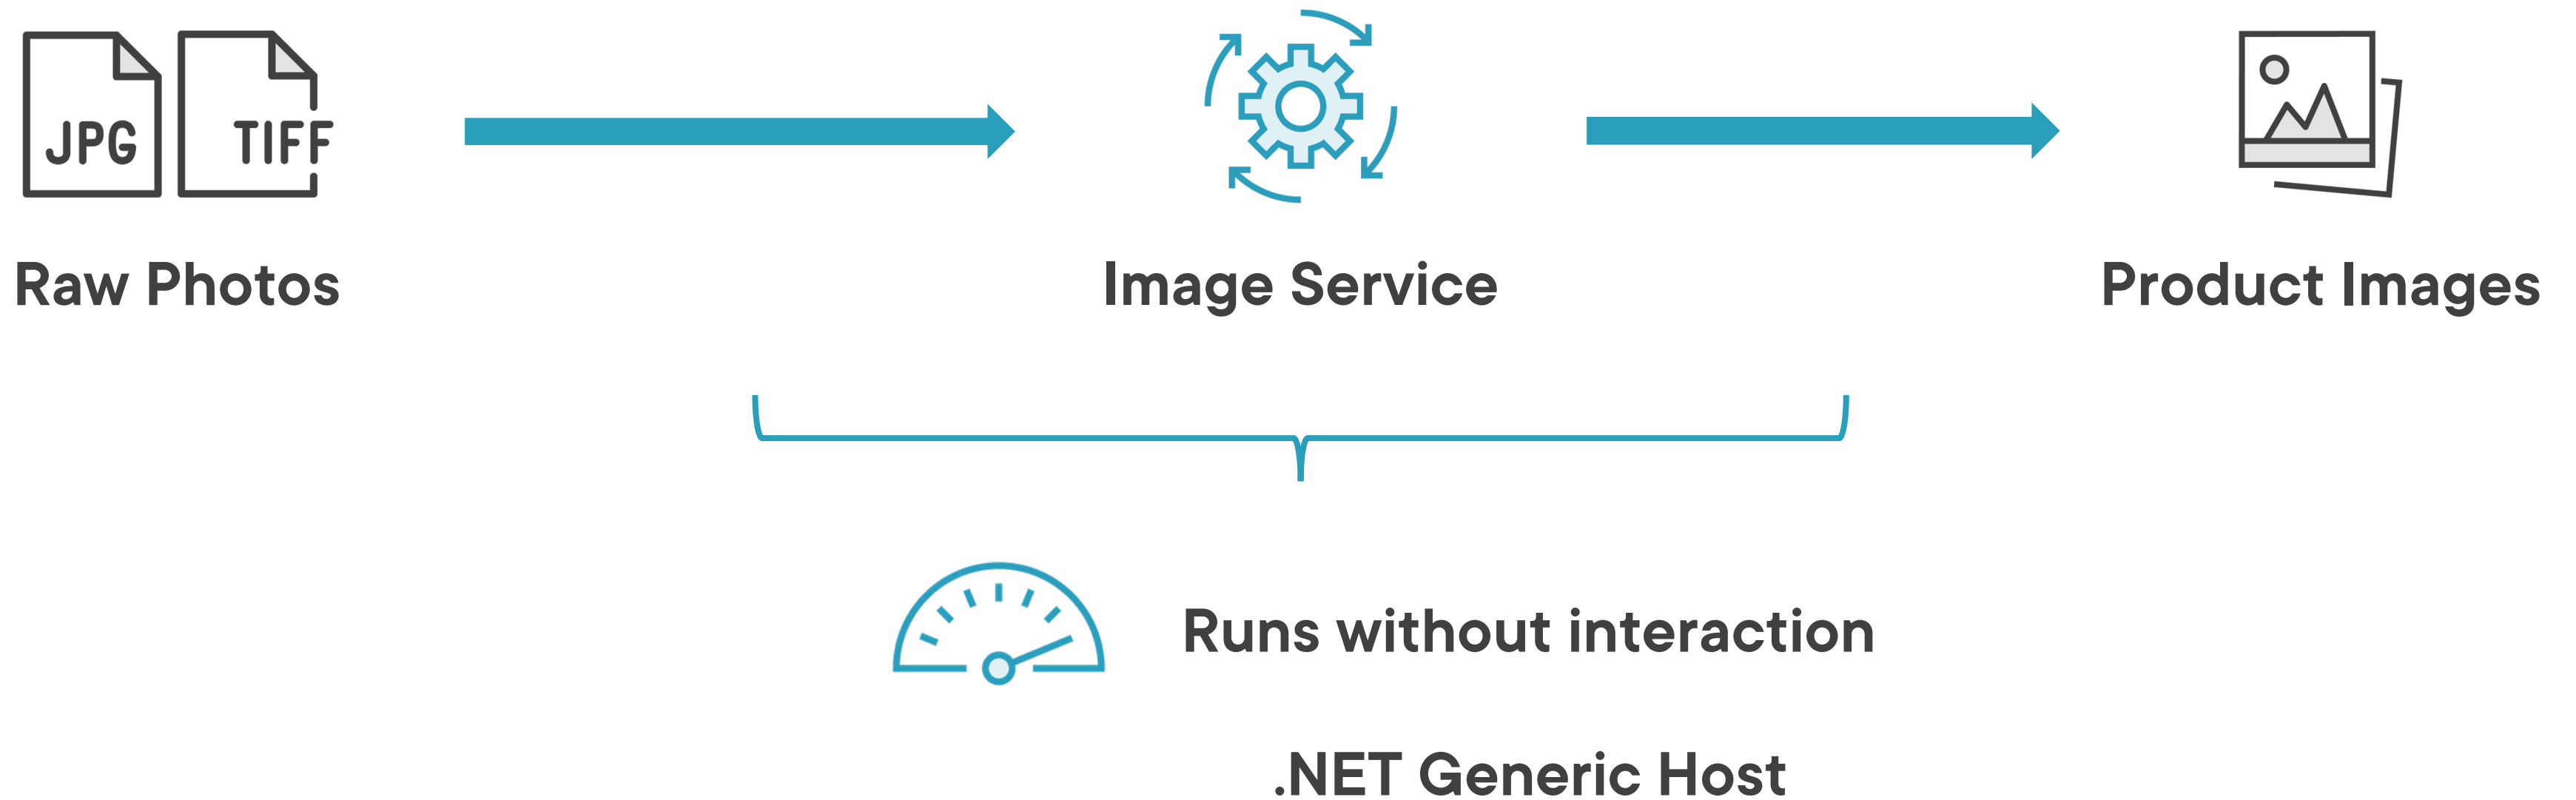 JPG
TIFF
Raw Photos
Image Service
Product Images
Runs without interaction
.NET Generic Host